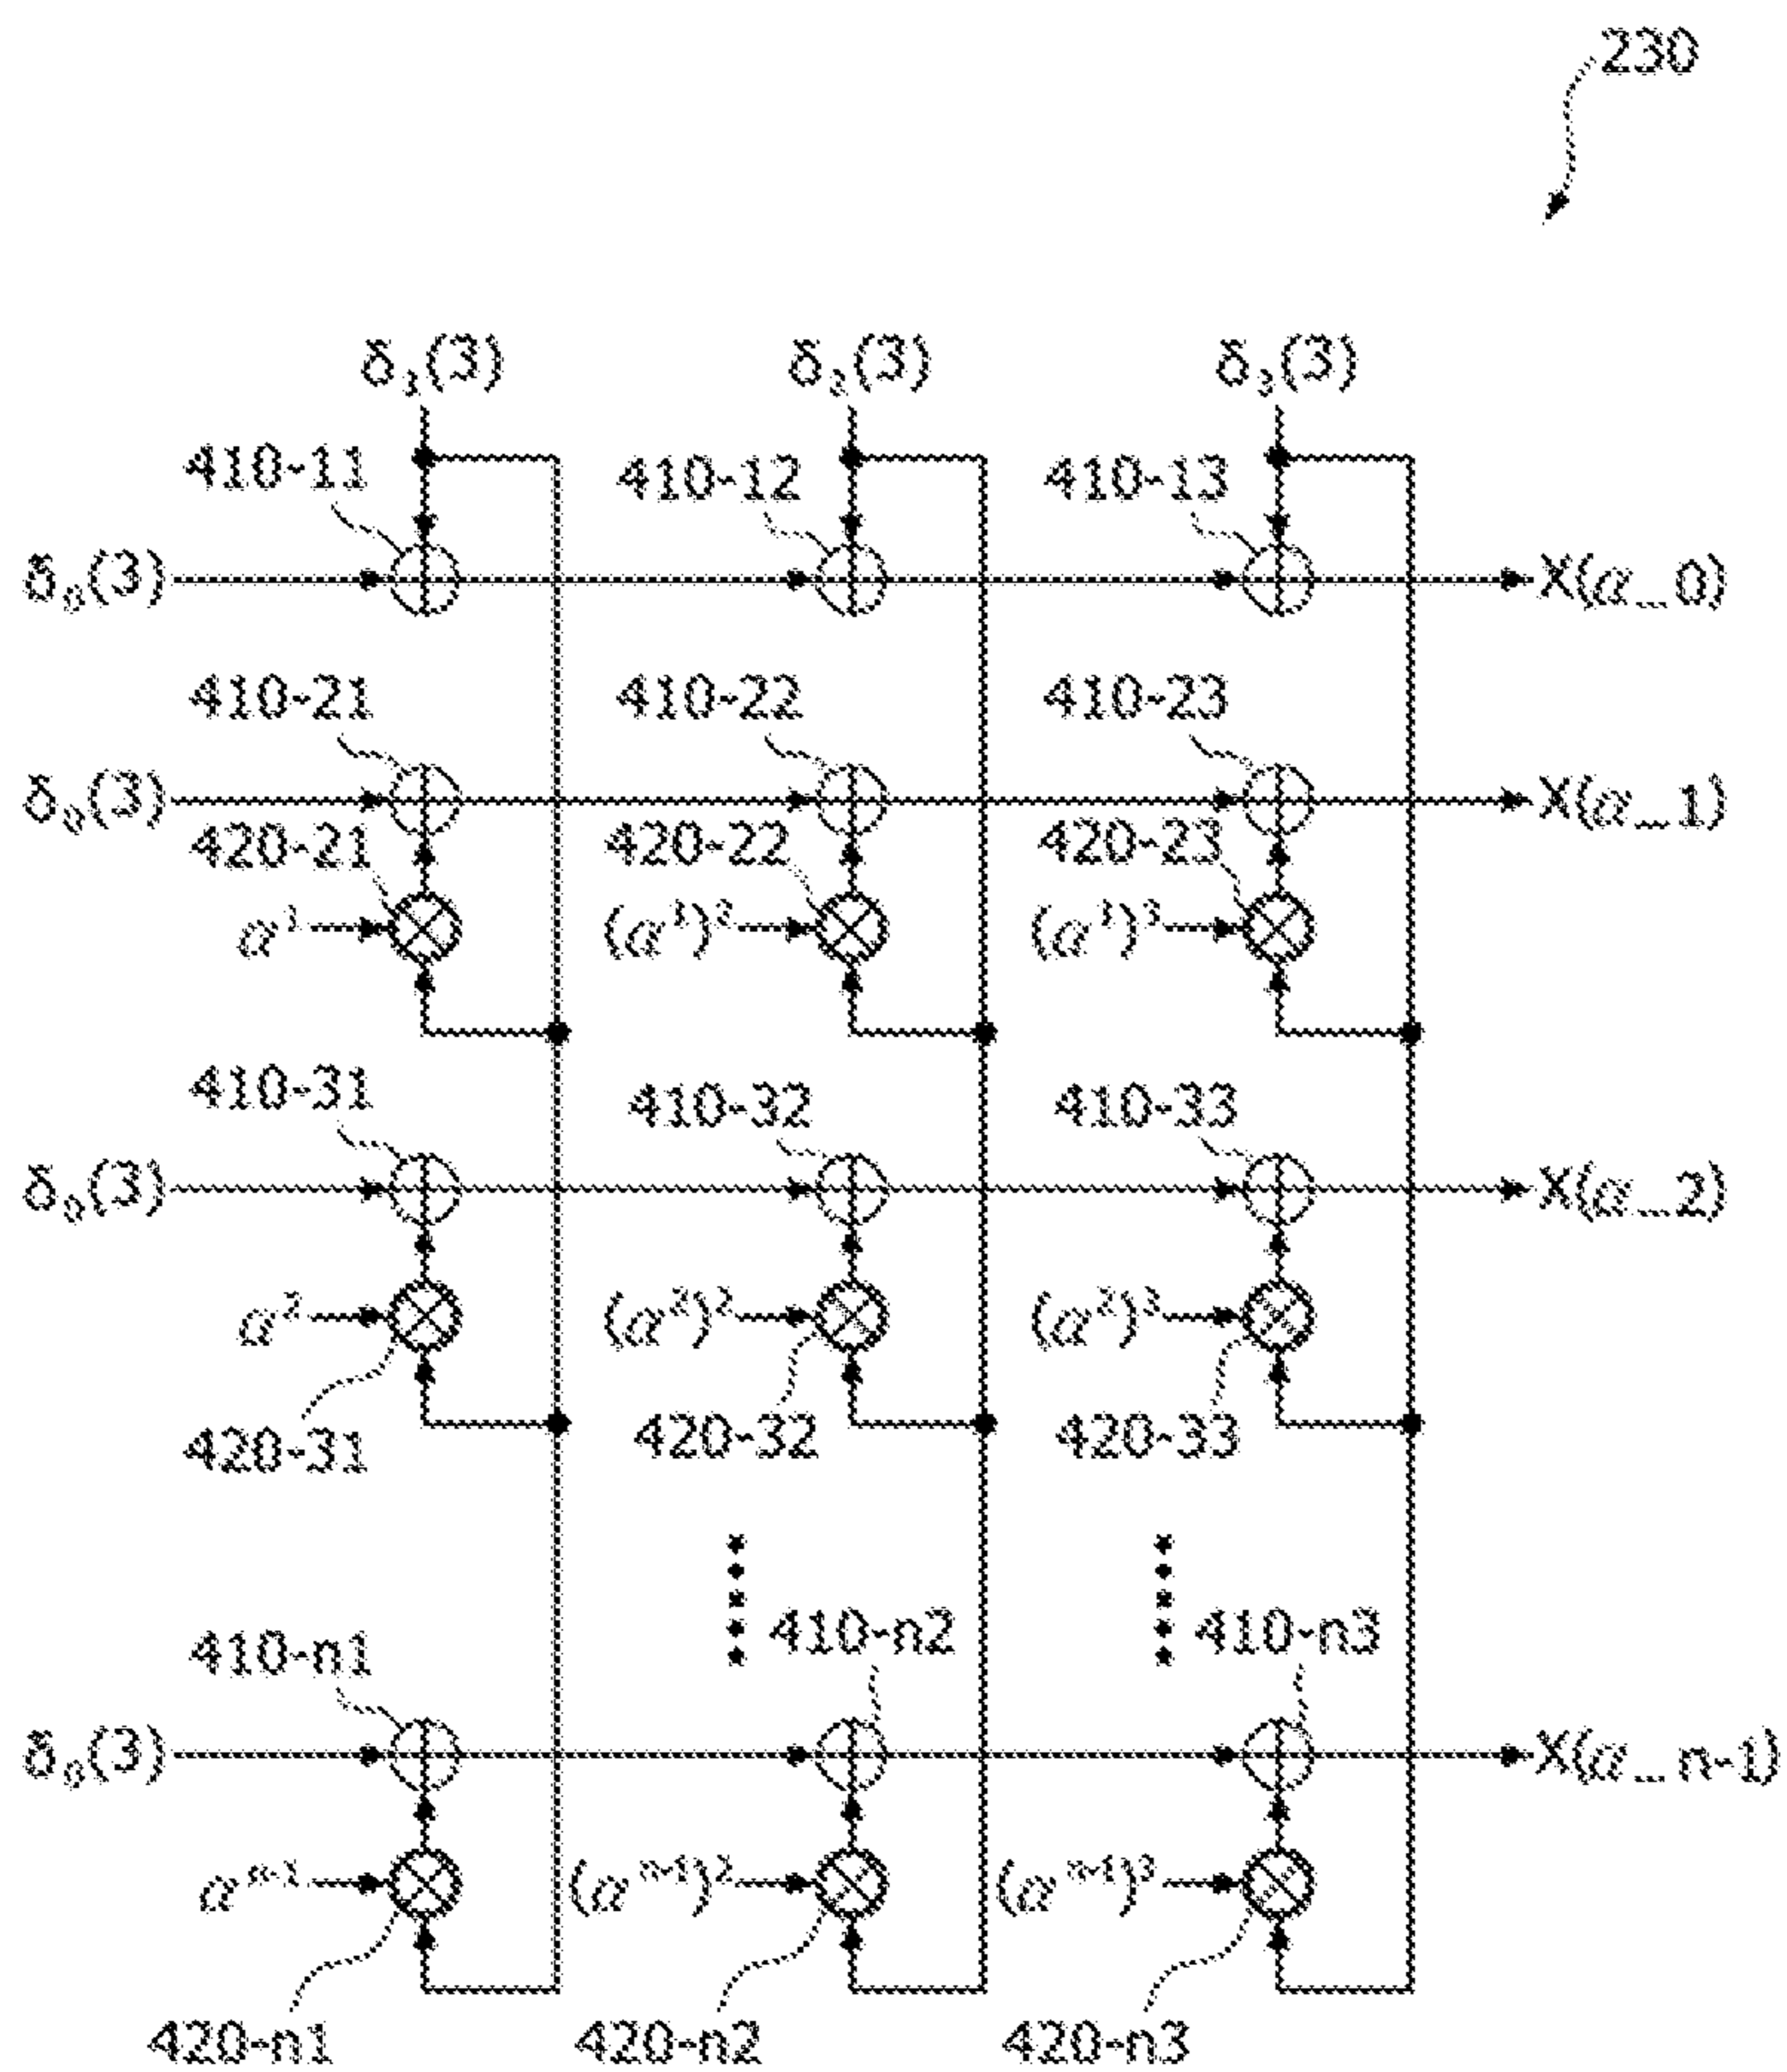 230
δ₁(3) δ₂(3) δ₃(3)
410-11 410-12 410-13
δ₀(3) X(α_0)
410-21 410-22 410-23
δ₀(3) X(α_1)
420-21 420-22 420-23
α¹ (α¹)² (α¹)³
410-31 410-32 410-33
δ₀(3) X(α_2)
α² (α²)² (α²)³
420-31 420-32 420-33
410-n1 410-n2 410-n3
δ₀(3) X(α_n-1)
αⁿ⁻¹ (αⁿ⁻¹)² (αⁿ⁻¹)³
420-n1 420-n2 420-n3